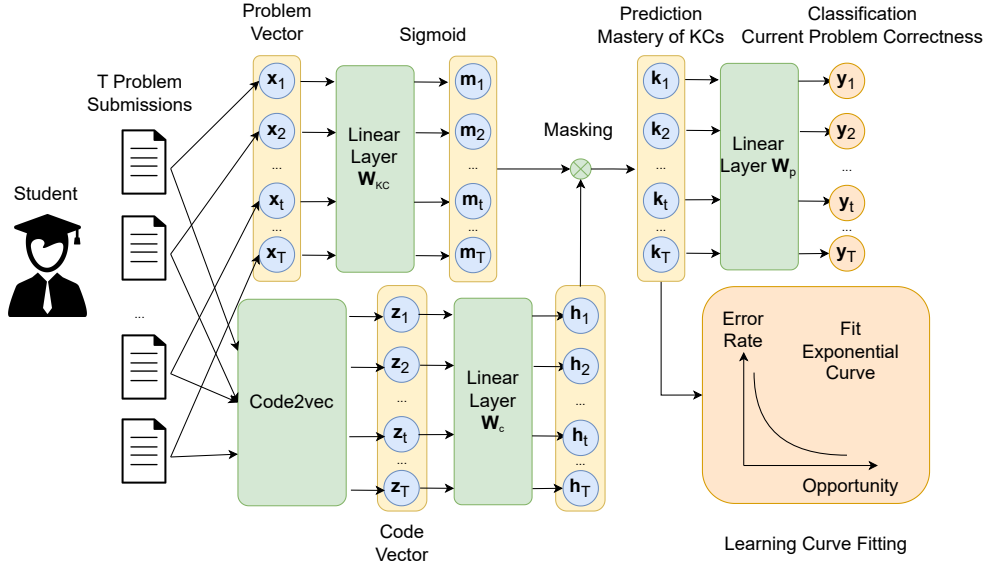 Student
T Problem
Submissions
...
Problem
Vector
x1
x2
...
xt
...
xT
Linear
Layer
WKC
Sigmoid
m1
m2
...
mt
...
mT
Masking
Prediction
Mastery of KCs
k1
k2
...
kt
...
kT
Linear
Layer Wp
Classification
Current Problem Correctness
y1
y2
...
yt
...
yT
Code2vec
z1
z2
...
zt
...
zT
Code
Vector
Linear
Layer
Wc
h1
h2
...
ht
...
hT
Error
Rate
Fit
Exponential
Curve
Opportunity
Learning Curve Fitting